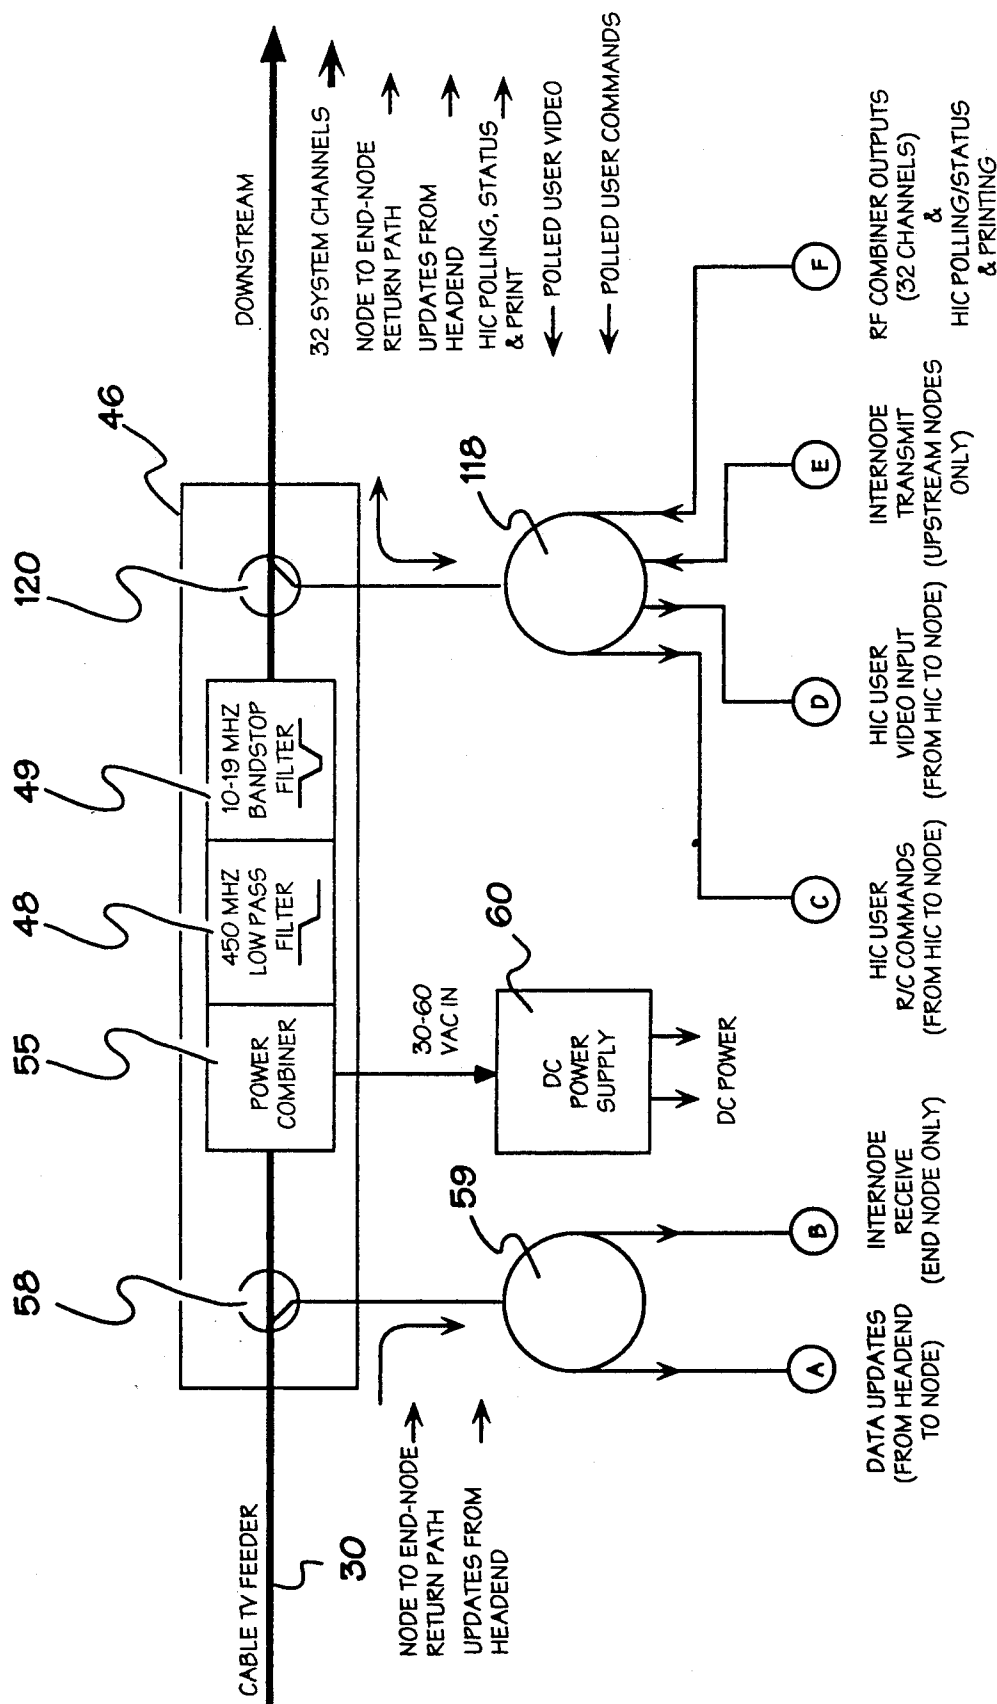 46
120
49
48
55
58
CABLE TV FEEDER
30
DOWNSTREAM
POWER
COMBINER
450 MHZ
LOW PASS
FILTER
10-19 MHZ
BANDSTOP
FILTER
32 SYSTEM CHANNELS
NODE TO END-NODE
RETURN PATH
UPDATES FROM
HEADEND
HIC POLLING, STATUS
& PRINT
POLLED USER VIDEO
POLLED USER COMMANDS
NODE TO END-NODE
RETURN PATH
UPDATES FROM
HEADEND
59
30-60
VAC IN
60
DC
POWER
SUPPLY
DC POWER
118
A
B
C
D
E
F
DATA UPDATES
(FROM HEADEND
TO NODE)
INTERNODE
RECEIVE
(END NODE ONLY)
HIC USER
R/C COMMANDS
(FROM HIC TO NODE)
HIC USER
VIDEO INPUT
(FROM HIC TO NODE)
INTERNODE
TRANSMIT
(UPSTREAM NODES
ONLY)
RF COMBINER OUTPUTS
(32 CHANNELS)
&
HIC POLLING/STATUS
& PRINTING